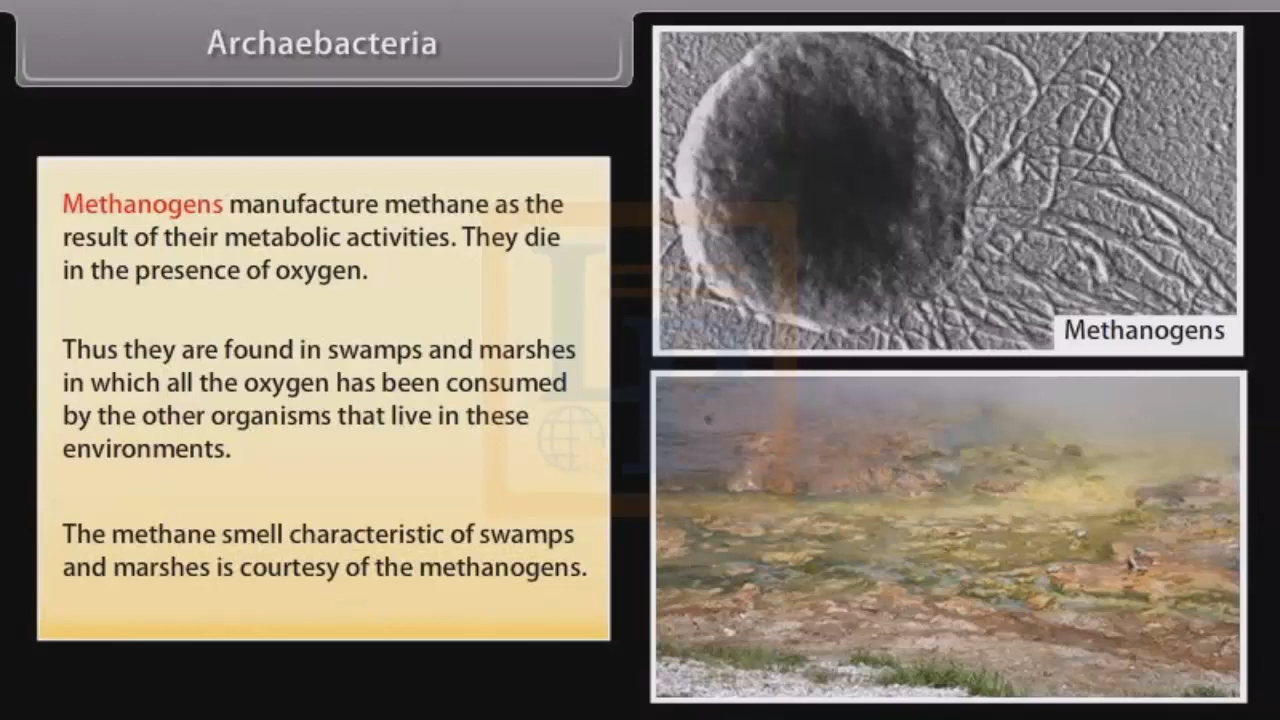 Archaebacteria
Methanogens manufacture methane as the
result of their metabolic activities. They die
in the presence of oxygen.
Thus they are found in swamps and marshes
in which all the oxygen has been consumed
by the other organisms that live in these
environments.
The methane smell characteristic of swamps
and marshes is courtesy of the methanogens.
Methanogens